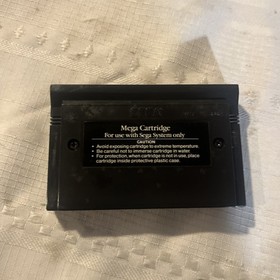 Mega Cartridge
For use with Sega System only
CAUTION
• Avoid exposing cartridge to extreme temperature.
• Be careful not to immerse cartridge in water.
• For protection, when cartridge is not in use, place
cartridge inside protective plastic case.